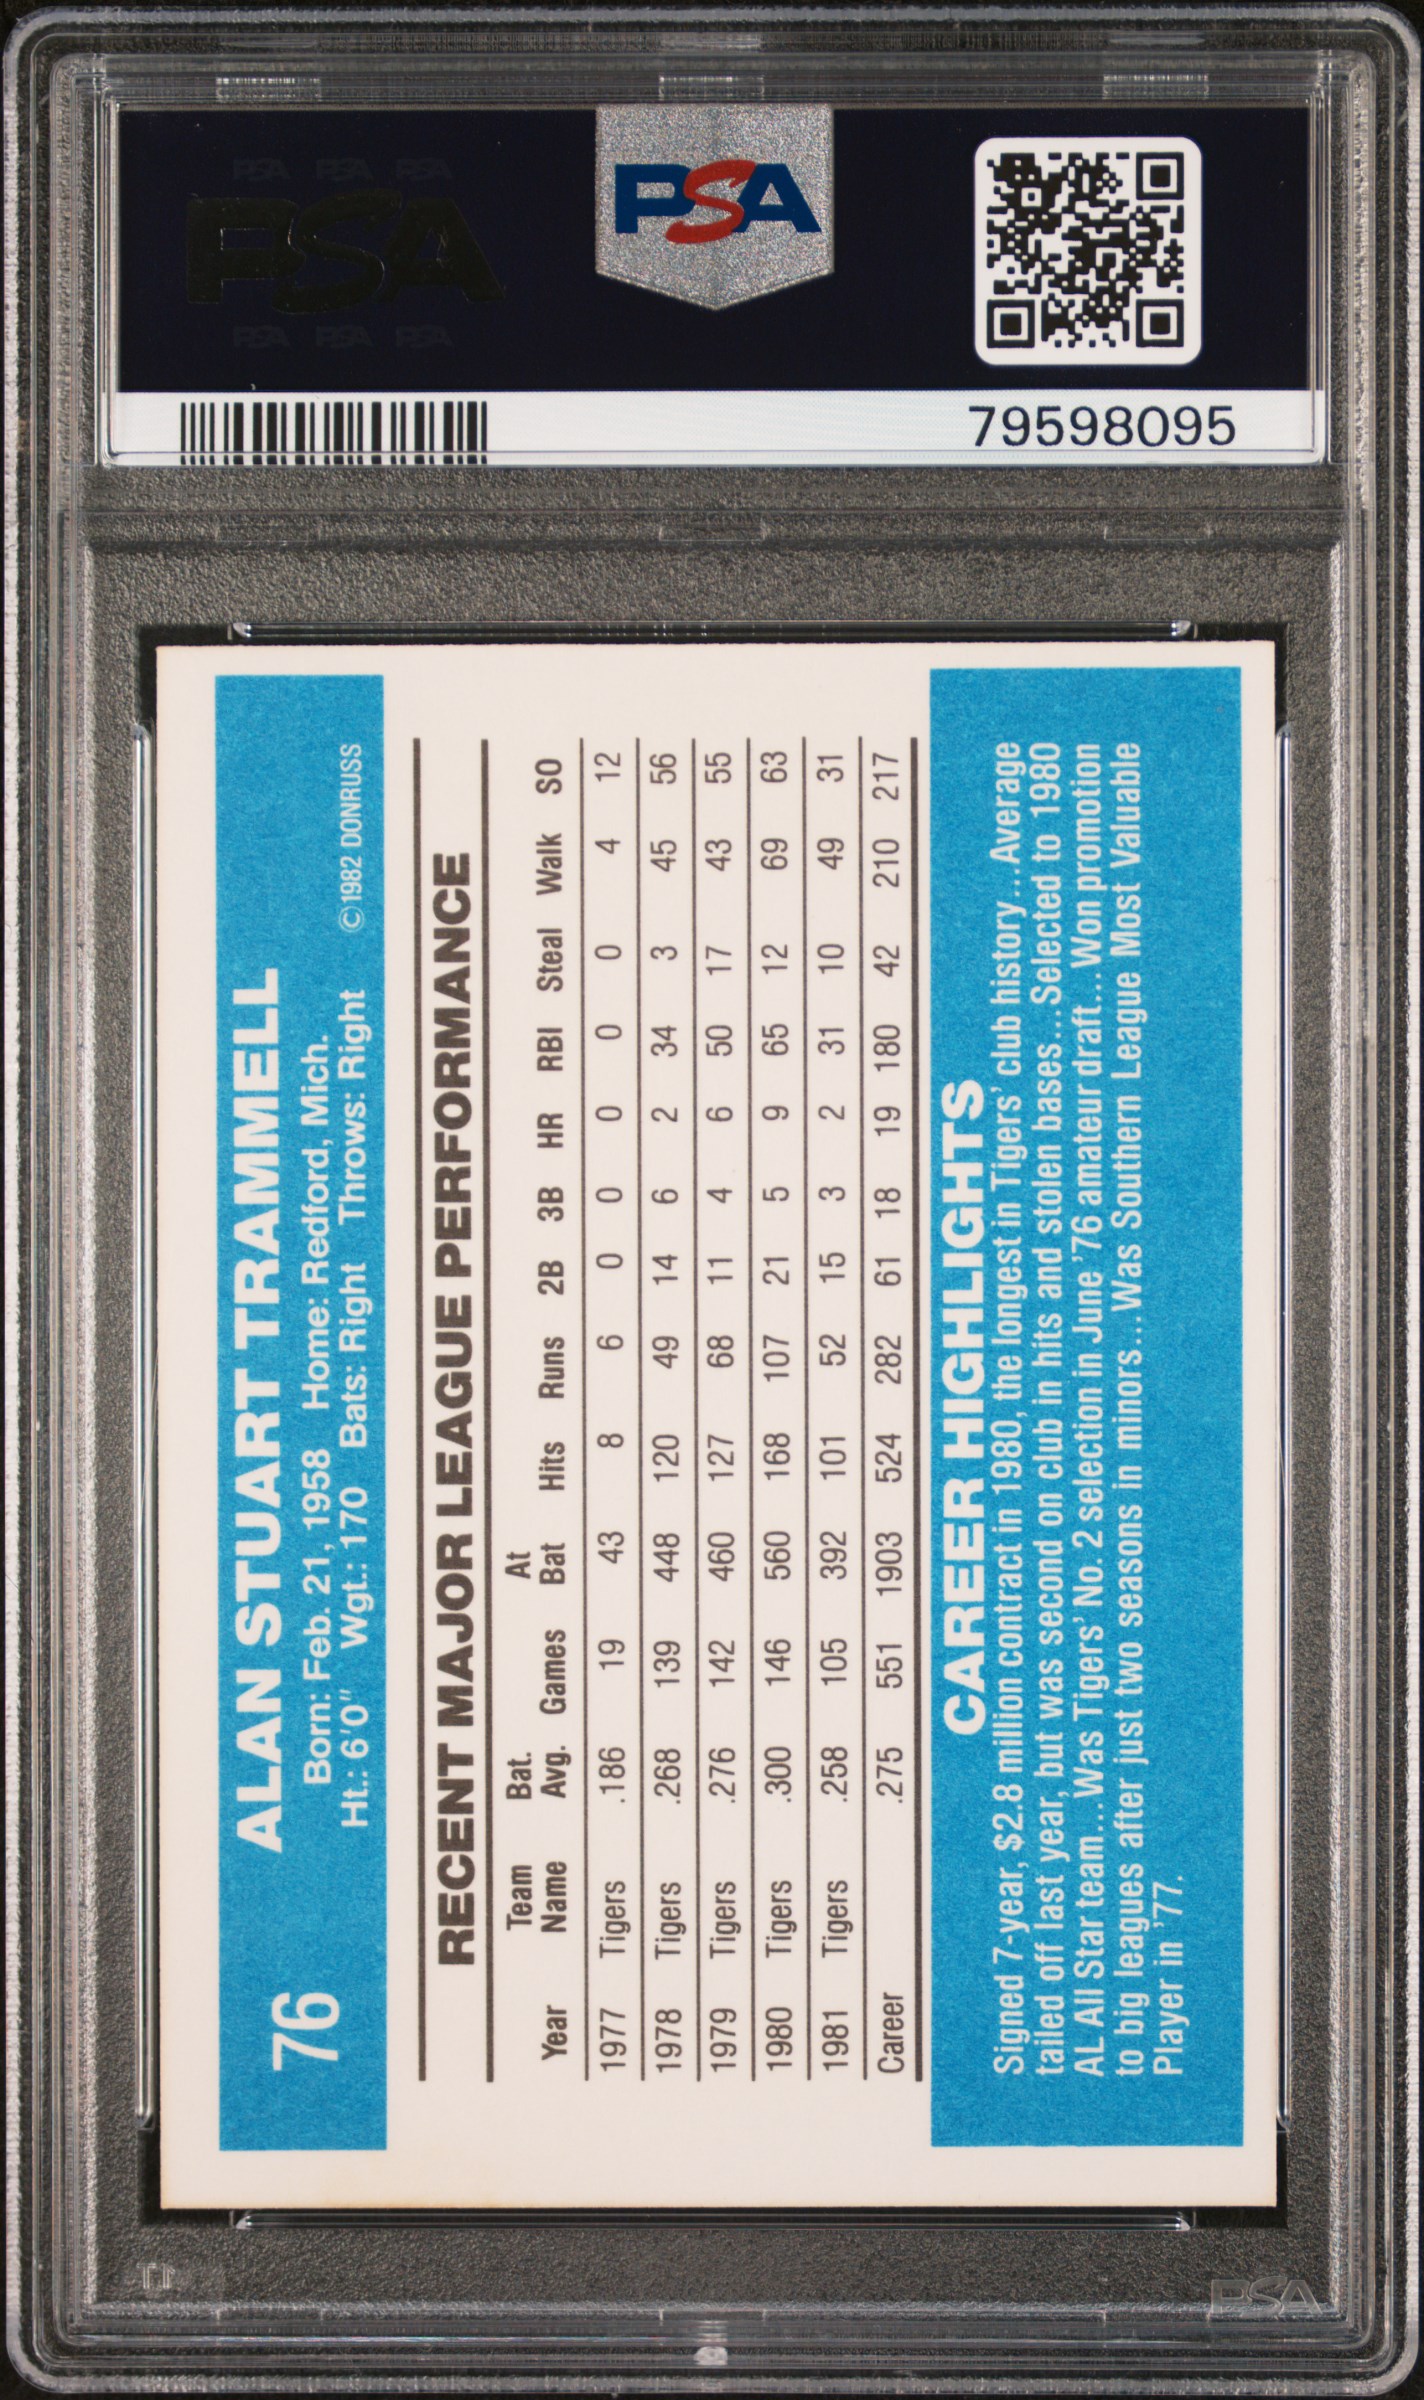 PSA PSA PSA
PSA
PSA PSA PSA
PSA
79598095
76 ALAN STUART TRAMMELL
Born: Feb. 21, 1958 Home: Redford, Mich.
Ht.: 6'0" Wgt.: 170 Bats: Right Throws: Right ©1982 DONRUSS
RECENT MAJOR LEAGUE PERFORMANCE
Year Team Name Bat. Avg. Games At Bat Hits Runs 2B 3B HR RBI Steal Walk SO
1977 Tigers .186 19 43 8 6 0 0 0 0 0 4 12
1978 Tigers .268 139 448 120 49 14 6 2 34 3 45 56
1979 Tigers .276 142 460 127 68 11 4 6 50 17 43 55
1980 Tigers .300 146 560 168 107 21 5 9 65 12 69 63
1981 Tigers .258 105 392 101 52 15 3 2 31 10 49 31
Career .275 551 1903 524 282 61 18 19 180 42 210 217
CAREER HIGHLIGHTS
Signed 7-year, $2.8 million contract in 1980, the longest in Tigers' club history...Average
tailed off last year, but was second on club in hits and stolen bases...Selected to 1980
AL All Star team...Was Tigers' No. 2 selection in June '76 amateur draft...Won promotion
to big leagues after just two seasons in minors...Was Southern League Most Valuable
Player in '77.
PSA